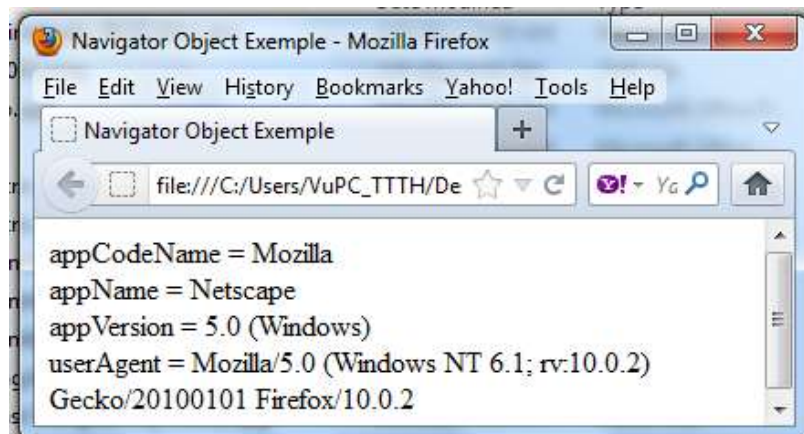 Navigator Object Exemple - Mozilla Firefox
File Edit View History Bookmarks Yahoo! Tools Help
Navigator Object Exemple
file:///C:/Users/VuPC_TTTH/De
appCodeName = Mozilla
appName = Netscape
appVersion = 5.0 (Windows)
userAgent = Mozilla/5.0 (Windows NT 6.1; rv:10.0.2)
Gecko/20100101 Firefox/10.0.2